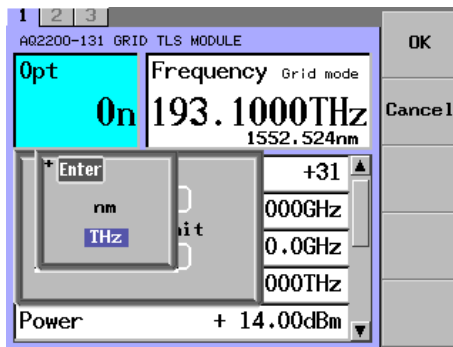 1 2 3
AQ2200-131 GRID TLS MODULE
OK
Opt
On
Frequency Grid mode
193.1000THz
1552.524nm
Cancel
Enter
nm
THz
+31
000GHz
0.0GHz
000THz
Power + 14.00dBm